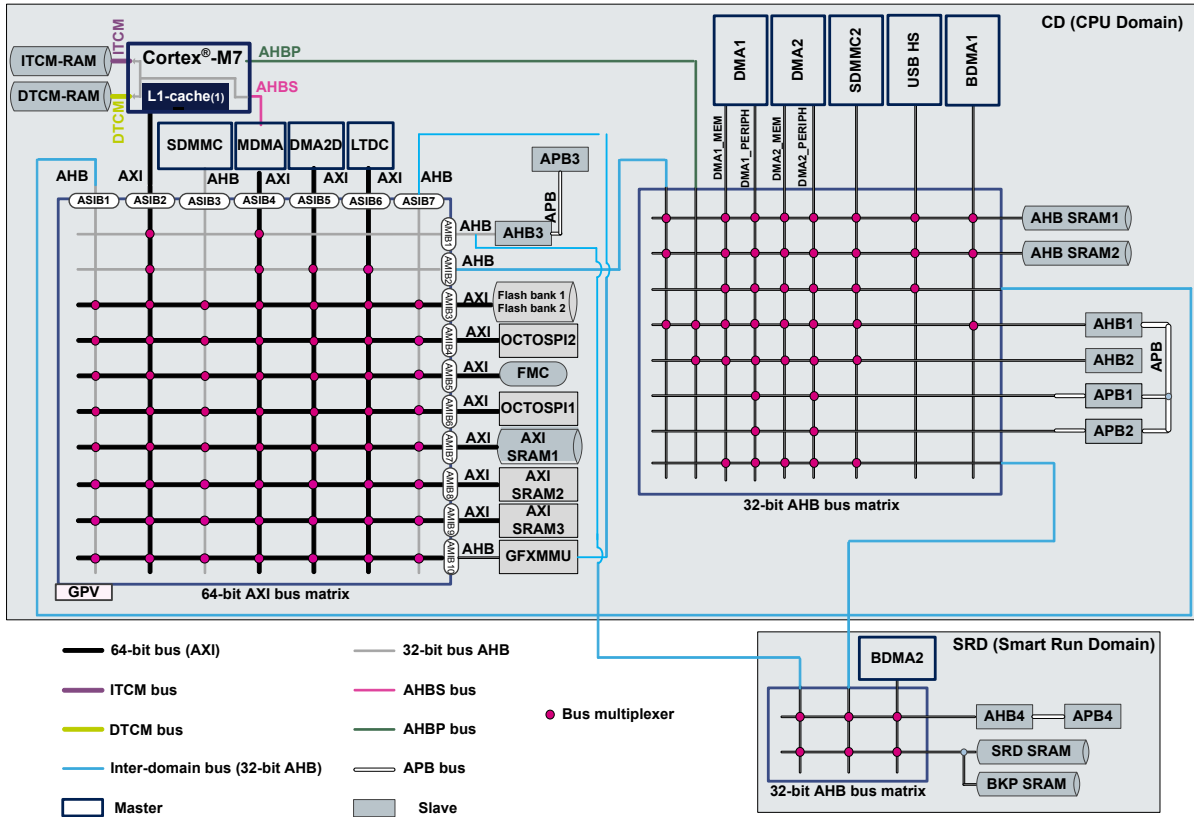 CD (CPU Domain)
ITCM-RAM
DTCM-RAM
ITCM
DTCM
Cortex®-M7
L1-cache(1)
AHBP
AHBS
SDMMC
MDMA
DMA2D
LTDC
AHB
AXI
AHB
AXI
AXI
AXI
AHB
ASIB1
ASIB2
ASIB3
ASIB4
ASIB5
ASIB6
ASIB7
APB3
APB
AMIB1
AHB
AHB3
AMIB2
AHB
AMIB3
AXI
Flash bank 1
Flash bank 2
AMIB4
AXI
OCTOSPI2
AMIB5
AXI
FMC
AMIB6
AXI
OCTOSPI1
AMIB7
AXI
AXI
SRAM1
AMIB8
AXI
AXI
SRAM2
AMIB9
AXI
AXI
SRAM3
AMIB10
AHB
GFXMMU
GPV
64-bit AXI bus matrix
DMA1
DMA2
SDMMC2
USB HS
BDMA1
DMA1_MEM
DMA1_PERIPH
DMA2_MEM
DMA2_PERIPH
AHB SRAM1
AHB SRAM2
AHB1
AHB2
APB1
APB2
APB
32-bit AHB bus matrix
SRD (Smart Run Domain)
BDMA2
AHB4
APB4
SRD SRAM
BKP SRAM
32-bit AHB bus matrix
64-bit bus (AXI)
32-bit bus AHB
ITCM bus
AHBS bus
Bus multiplexer
DTCM bus
AHBP bus
Inter-domain bus (32-bit AHB)
APB bus
Master
Slave